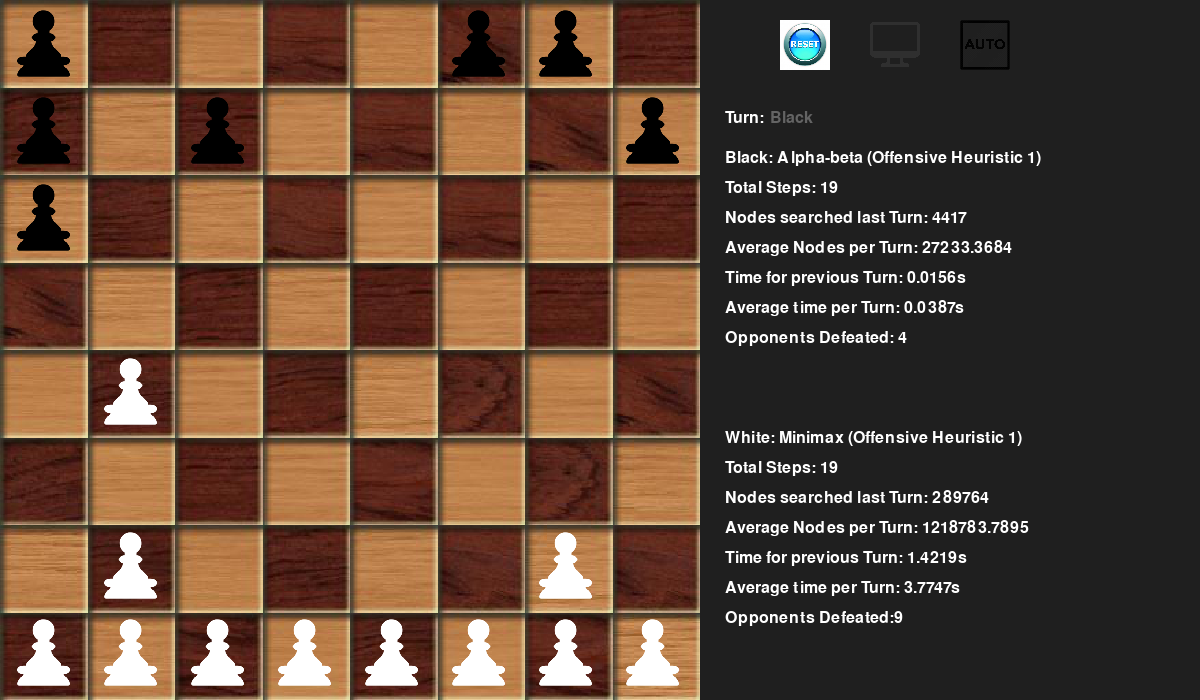 RESET
AUTO
Turn: Black
Black: Alpha-beta (Offensive Heuristic 1)
Total Steps: 19
Nodes searched last Turn: 4417
Average Nodes per Turn: 27233.3684
Time for previous Turn: 0.0156s
Average time per Turn: 0.0387s
Opponents Defeated: 4
White: Minimax (Offensive Heuristic 1)
Total Steps: 19
Nodes searched last Turn: 289764
Average Nodes per Turn: 1218783.7895
Time for previous Turn: 1.4219s
Average time per Turn: 3.7747s
Opponents Defeated:9